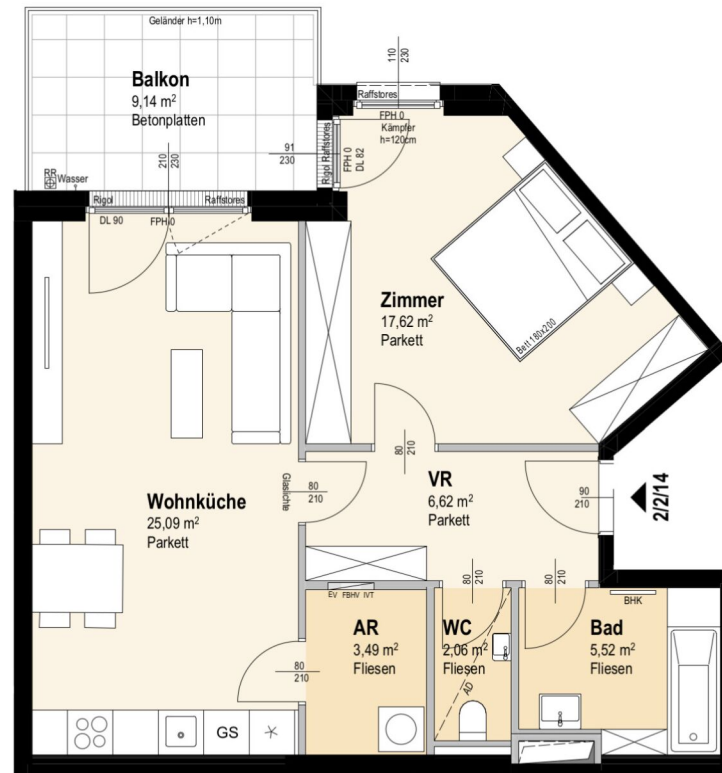 Geländer h=1,10m
Balkon
9,14 m²
Betonplatten
110
230
Raffstores
FPH 0
Kämpfer
h=120cm
91
230
Rigol Raffstores
FPH 0
DL 82
210
230
RR
Wasser
Rigol
Raffstores
DL 90
FPH 0
Zimmer
17,62 m²
Parkett
Bett 180x200
80
210
VR
6,62 m²
Parkett
90
210
2/2/14
Glaslichte
80
210
Wohnküche
25,09 m²
Parkett
EV FBHV IVT
80
210
80
210
BHK
AR
3,49 m²
Fliesen
WC
2,06 m²
Fliesen
AD
Bad
5,52 m²
Fliesen
80
210
GS